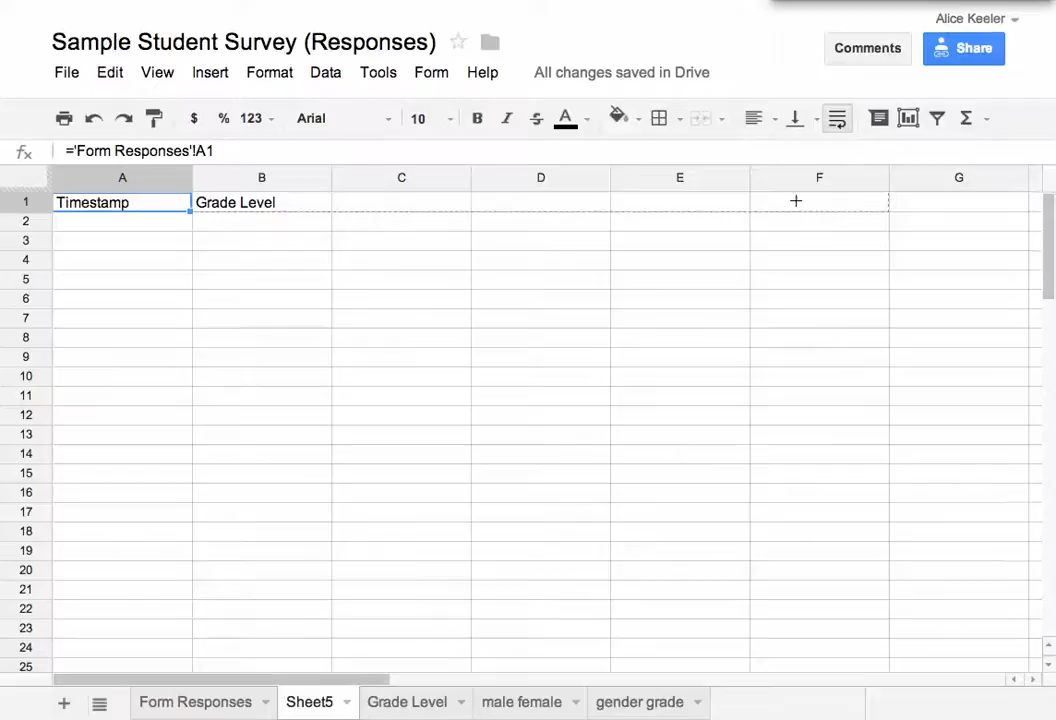 Alice Keeler
Sample Student Survey (Responses)
Comments
Share
File Edit View Insert Format Data Tools Form Help All changes saved in Drive
$ % 123 Arial 10 B I S A Σ
fx ='Form Responses'!A1
A B C D E F G
1 Timestamp Grade Level
2
3
4
5
6
7
8
9
10
11
12
13
14
15
16
17
18
19
20
21
22
23
24
25
Form Responses Sheet5 Grade Level male female gender grade